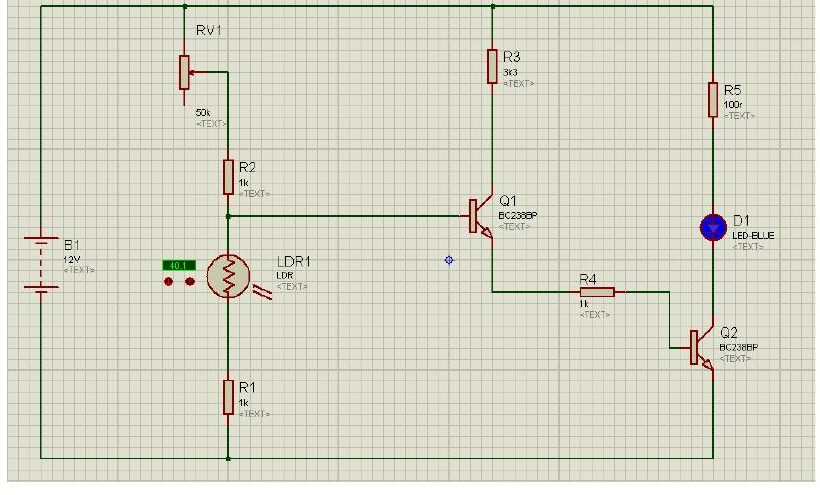 RV1
50k
<TEXT>
R3
3k3
<TEXT>
R5
100r
<TEXT>
R2
1k
<TEXT>
Q1
BC238BP
<TEXT>
D1
LED-BLUE
<TEXT>
B1
12V
<TEXT>
40.1
LDR1
LDR
<TEXT>
R4
1k
<TEXT>
Q2
BC238BP
<TEXT>
R1
1k
<TEXT>